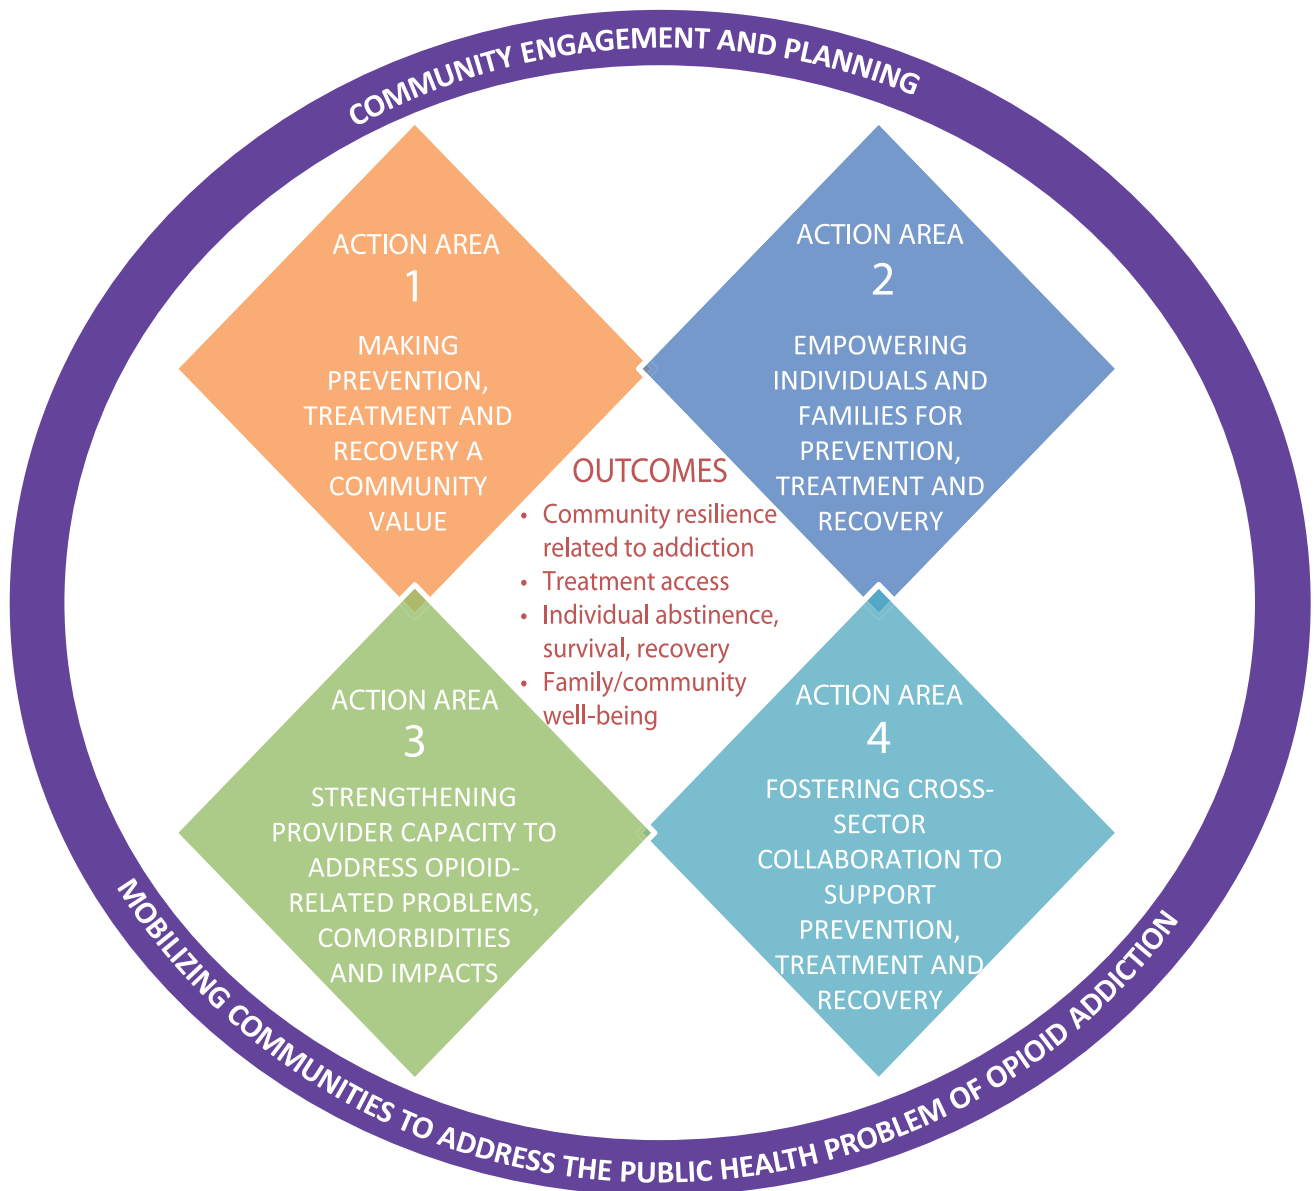 COMMUNITY ENGAGEMENT AND PLANNING
ACTION AREA
1
MAKING
PREVENTION,
TREATMENT AND
RECOVERY A
COMMUNITY
VALUE
ACTION AREA
2
EMPOWERING
INDIVIDUALS AND
FAMILIES FOR
PREVENTION,
TREATMENT AND
RECOVERY
OUTCOMES
• Community resilience
related to addiction
• Treatment access
• Individual abstinence,
survival, recovery
• Family/community
well-being
ACTION AREA
3
STRENGTHENING
PROVIDER CAPACITY TO
ADDRESS OPIOID-
RELATED PROBLEMS,
COMORBIDITIES
AND IMPACTS
ACTION AREA
4
FOSTERING CROSS-
SECTOR
COLLABORATION TO
SUPPORT
PREVENTION,
TREATMENT AND
RECOVERY
MOBILIZING COMMUNITIES TO ADDRESS THE PUBLIC HEALTH PROBLEM OF OPIOID ADDICTION